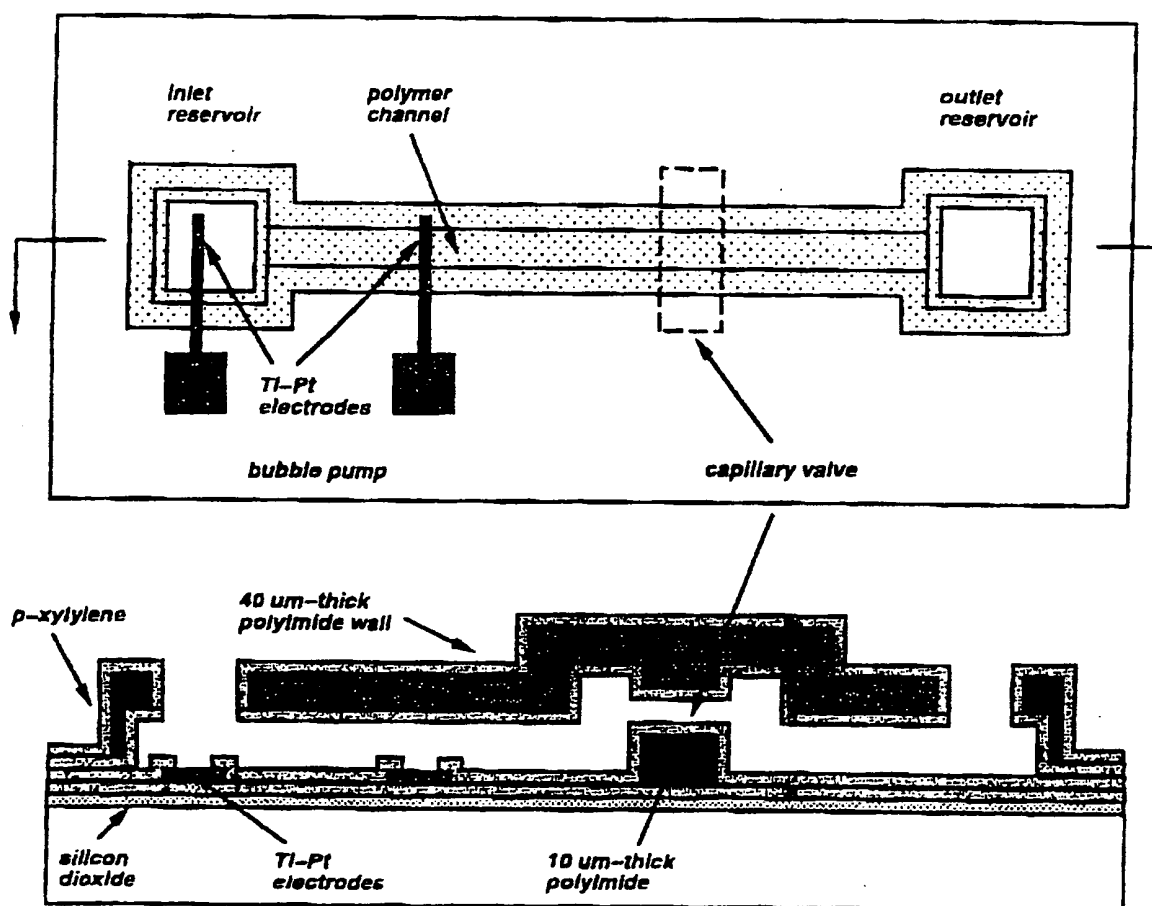 inlet
reservoir
polymer
channel
outlet
reservoir
Ti-Pt
electrodes
bubble pump
capillary valve
p-xylylene
40 um-thick
polyimide wall
silicon
dioxide
Ti-Pt
electrodes
10 um-thick
polyimide